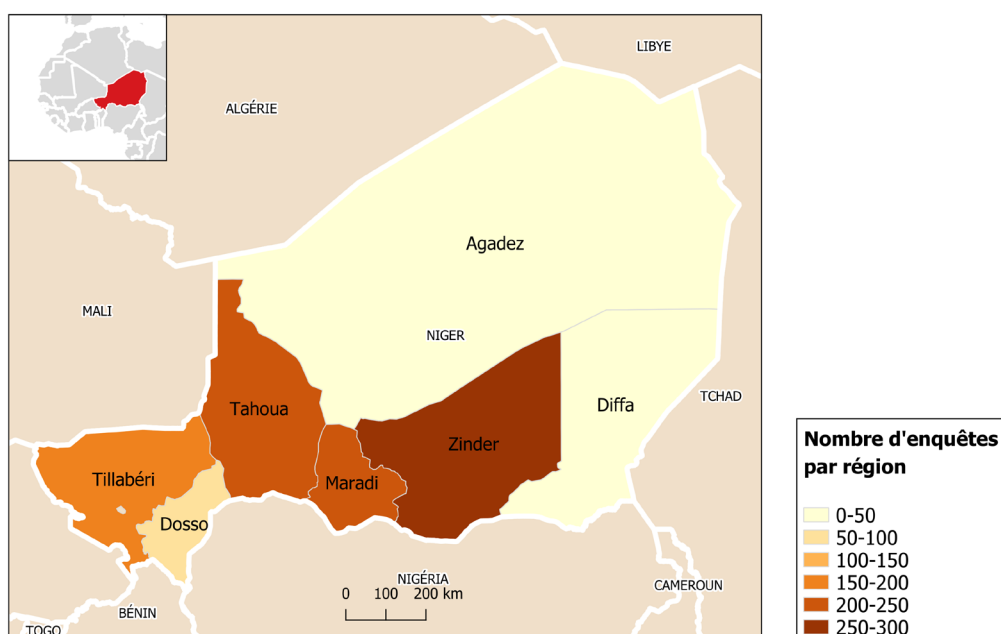 LIBYE
ALGÉRIE
Agadez
MALI
NIGER
TCHAD
Tahoua
Diffa
Zinder
Tillabéri
Maradi
Dosso
NIGÉRIA
CAMEROUN
0 100 200 km
BÉNIN
TOGO
Nombre d'enquêtes
par région
0-50
50-100
100-150
150-200
200-250
250-300